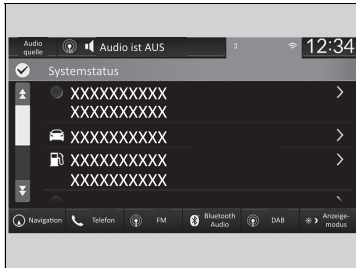 Audio
quelle
Audio ist AUS
3
12:34
Systemstatus
XXXXXXXXXX
XXXXXXXXXX
XXXXXXXXXX
XXXXXXXXXX
XXXXXXXXXX
Navigation
Telefon
FM
Bluetooth
Audio
DAB
Anzeige-
modus